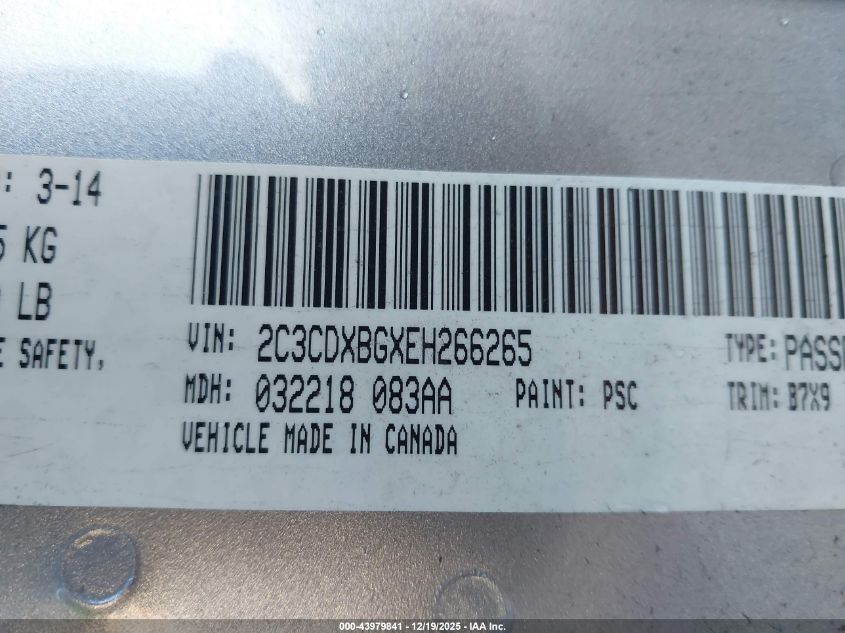 : 3-14
KG
LB
SAFETY,
VIN: 2C3CDXBGXEH266265 TYPE: PASS
MDH: 032218 083AA PAINT: PSC TRIM: B7X9
VEHICLE MADE IN CANADA
000-43979841 - 12/19/2025 - IAA Inc.